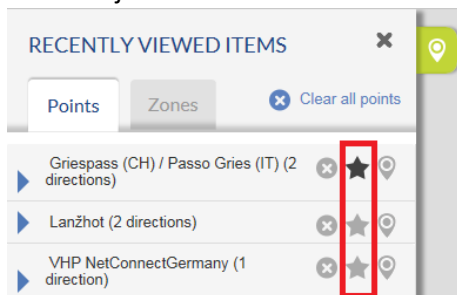 RECENTLY VIEWED ITEMS
Points
Zones
Clear all points
Griespass (CH) / Passo Gries (IT) (2
directions)
Lanžhot (2 directions)
VHP NetConnectGermany (1
direction)